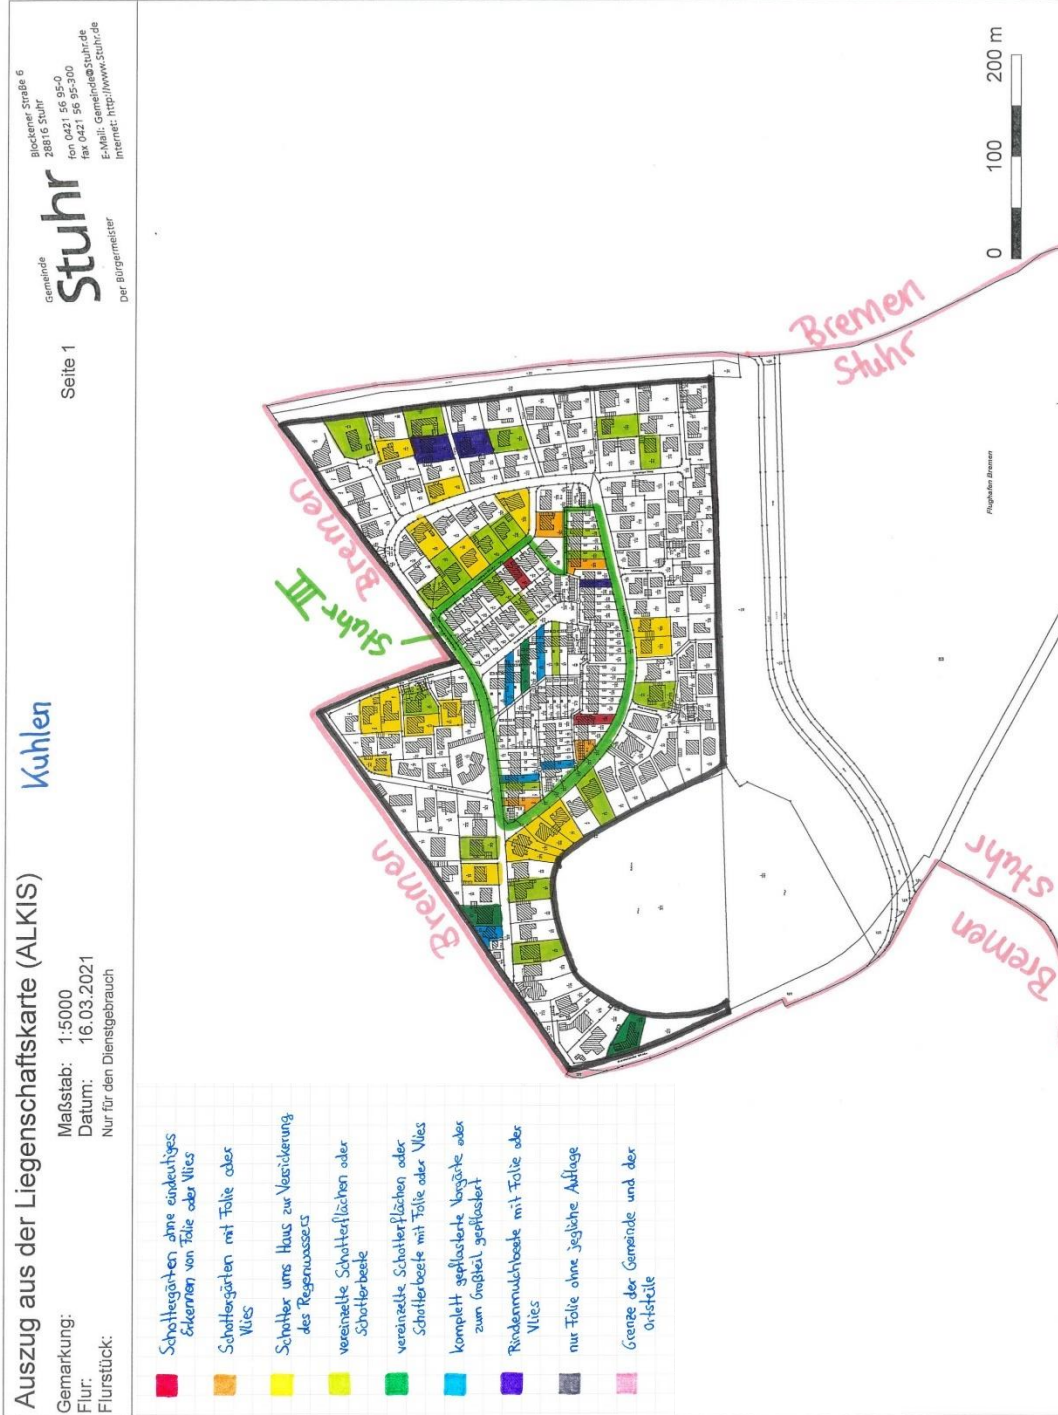 Auszug aus der Liegenschaftskarte (ALKIS)
Gemarkung:
Flur:
Flurstück:
Maßstab: 1:5000
Datum: 16.03.2021
Nur für den Dienstgebrauch
Kuhlen
Seite 1
Gemeinde
Stuhr
Der Bürgermeister
Blockener Straße 6
28816 Stuhr
fon 0421 56 95-0
fax 0421 56 95-300
E-Mail: Gemeinde@Stuhr.de
Internet: http://www.Stuhr.de
Schottergärten ohne eindeutiges
Erkennen von Folie oder Vlies
Schottergärten mit Folie oder
Vlies
Schotter ums Haus zur Versickerung
des Regenwassers
vereinzelte Schotterflächen oder
Schotterbeete
vereinzelte Schotterflächen oder
Schotterbeete mit Folie oder Vlies
komplett gepflasterte Vorgärten oder
zum Großteil gepflastert
Rindenmulchbeete mit Folie oder
Vlies
nur Folie ohne jegliche Auflage
Grenze der Gemeinde und der
Ortsteile
Bremen
Bremen
Stuhr III
Bremen
Stuhr
Stuhr
Bremen
Flughafen Bremen
0 100 200 m